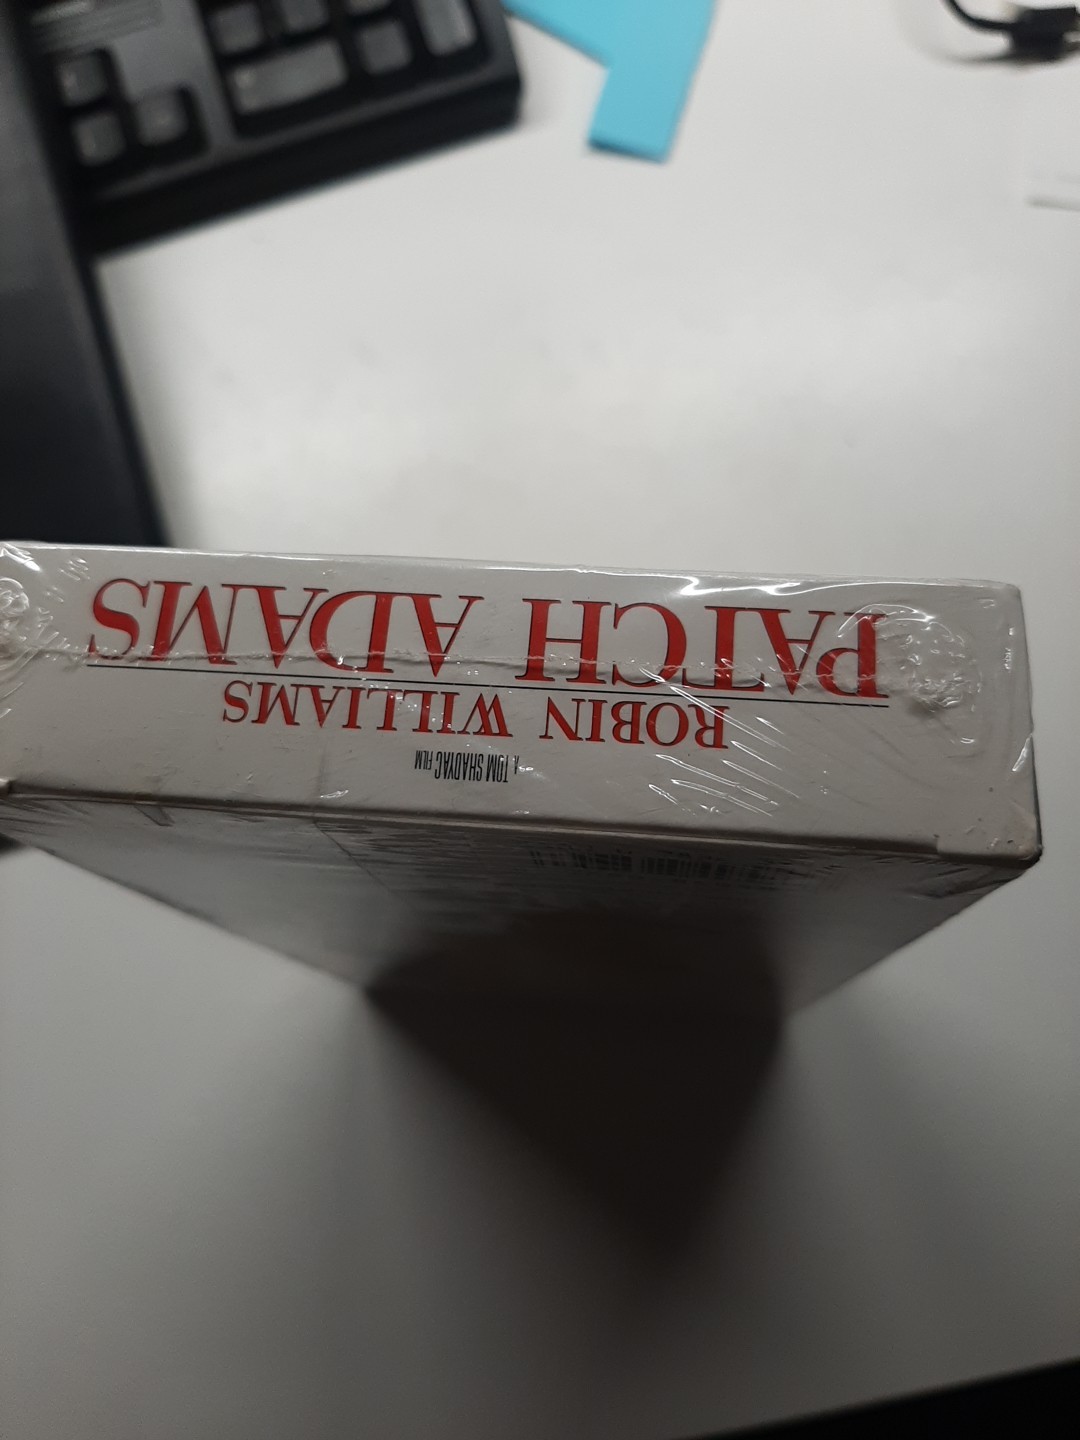 PATCH ADAMS
ROBIN WILLIAMS
A TOM SHADYAC FILM